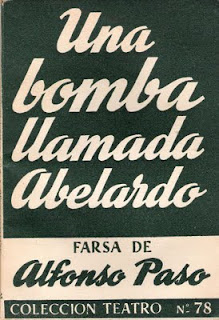 Una
bomba
llamada
Abelardo
FARSA DE
Alfonso Paso
COLECCION TEATRO Nº 78